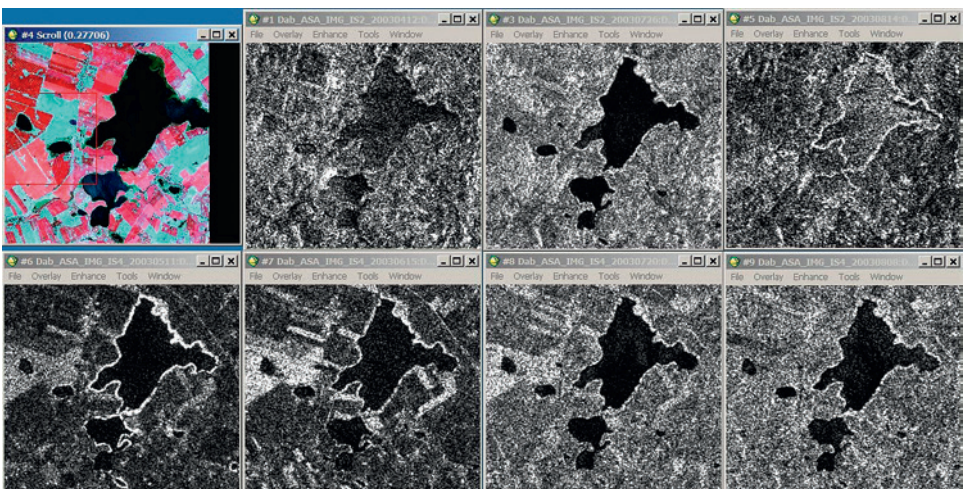 #4 Scroll (0.27706)
#1 Dab_ASA_IMG_IS2_20030412:D...
File Overlay Enhance Tools Window
#3 Dab_ASA_IMG_IS2_20030726:D...
File Overlay Enhance Tools Window
#5 Dab_ASA_IMG_IS2_20030814:D...
File Overlay Enhance Tools Window
#6 Dab_ASA_IMG_IS4_20030511:D...
File Overlay Enhance Tools Window
#7 Dab_ASA_IMG_IS4_20030615:D...
File Overlay Enhance Tools Window
#8 Dab_ASA_IMG_IS4_20030720:D...
File Overlay Enhance Tools Window
#9 Dab_ASA_IMG_IS4_20030808:D...
File Overlay Enhance Tools Window